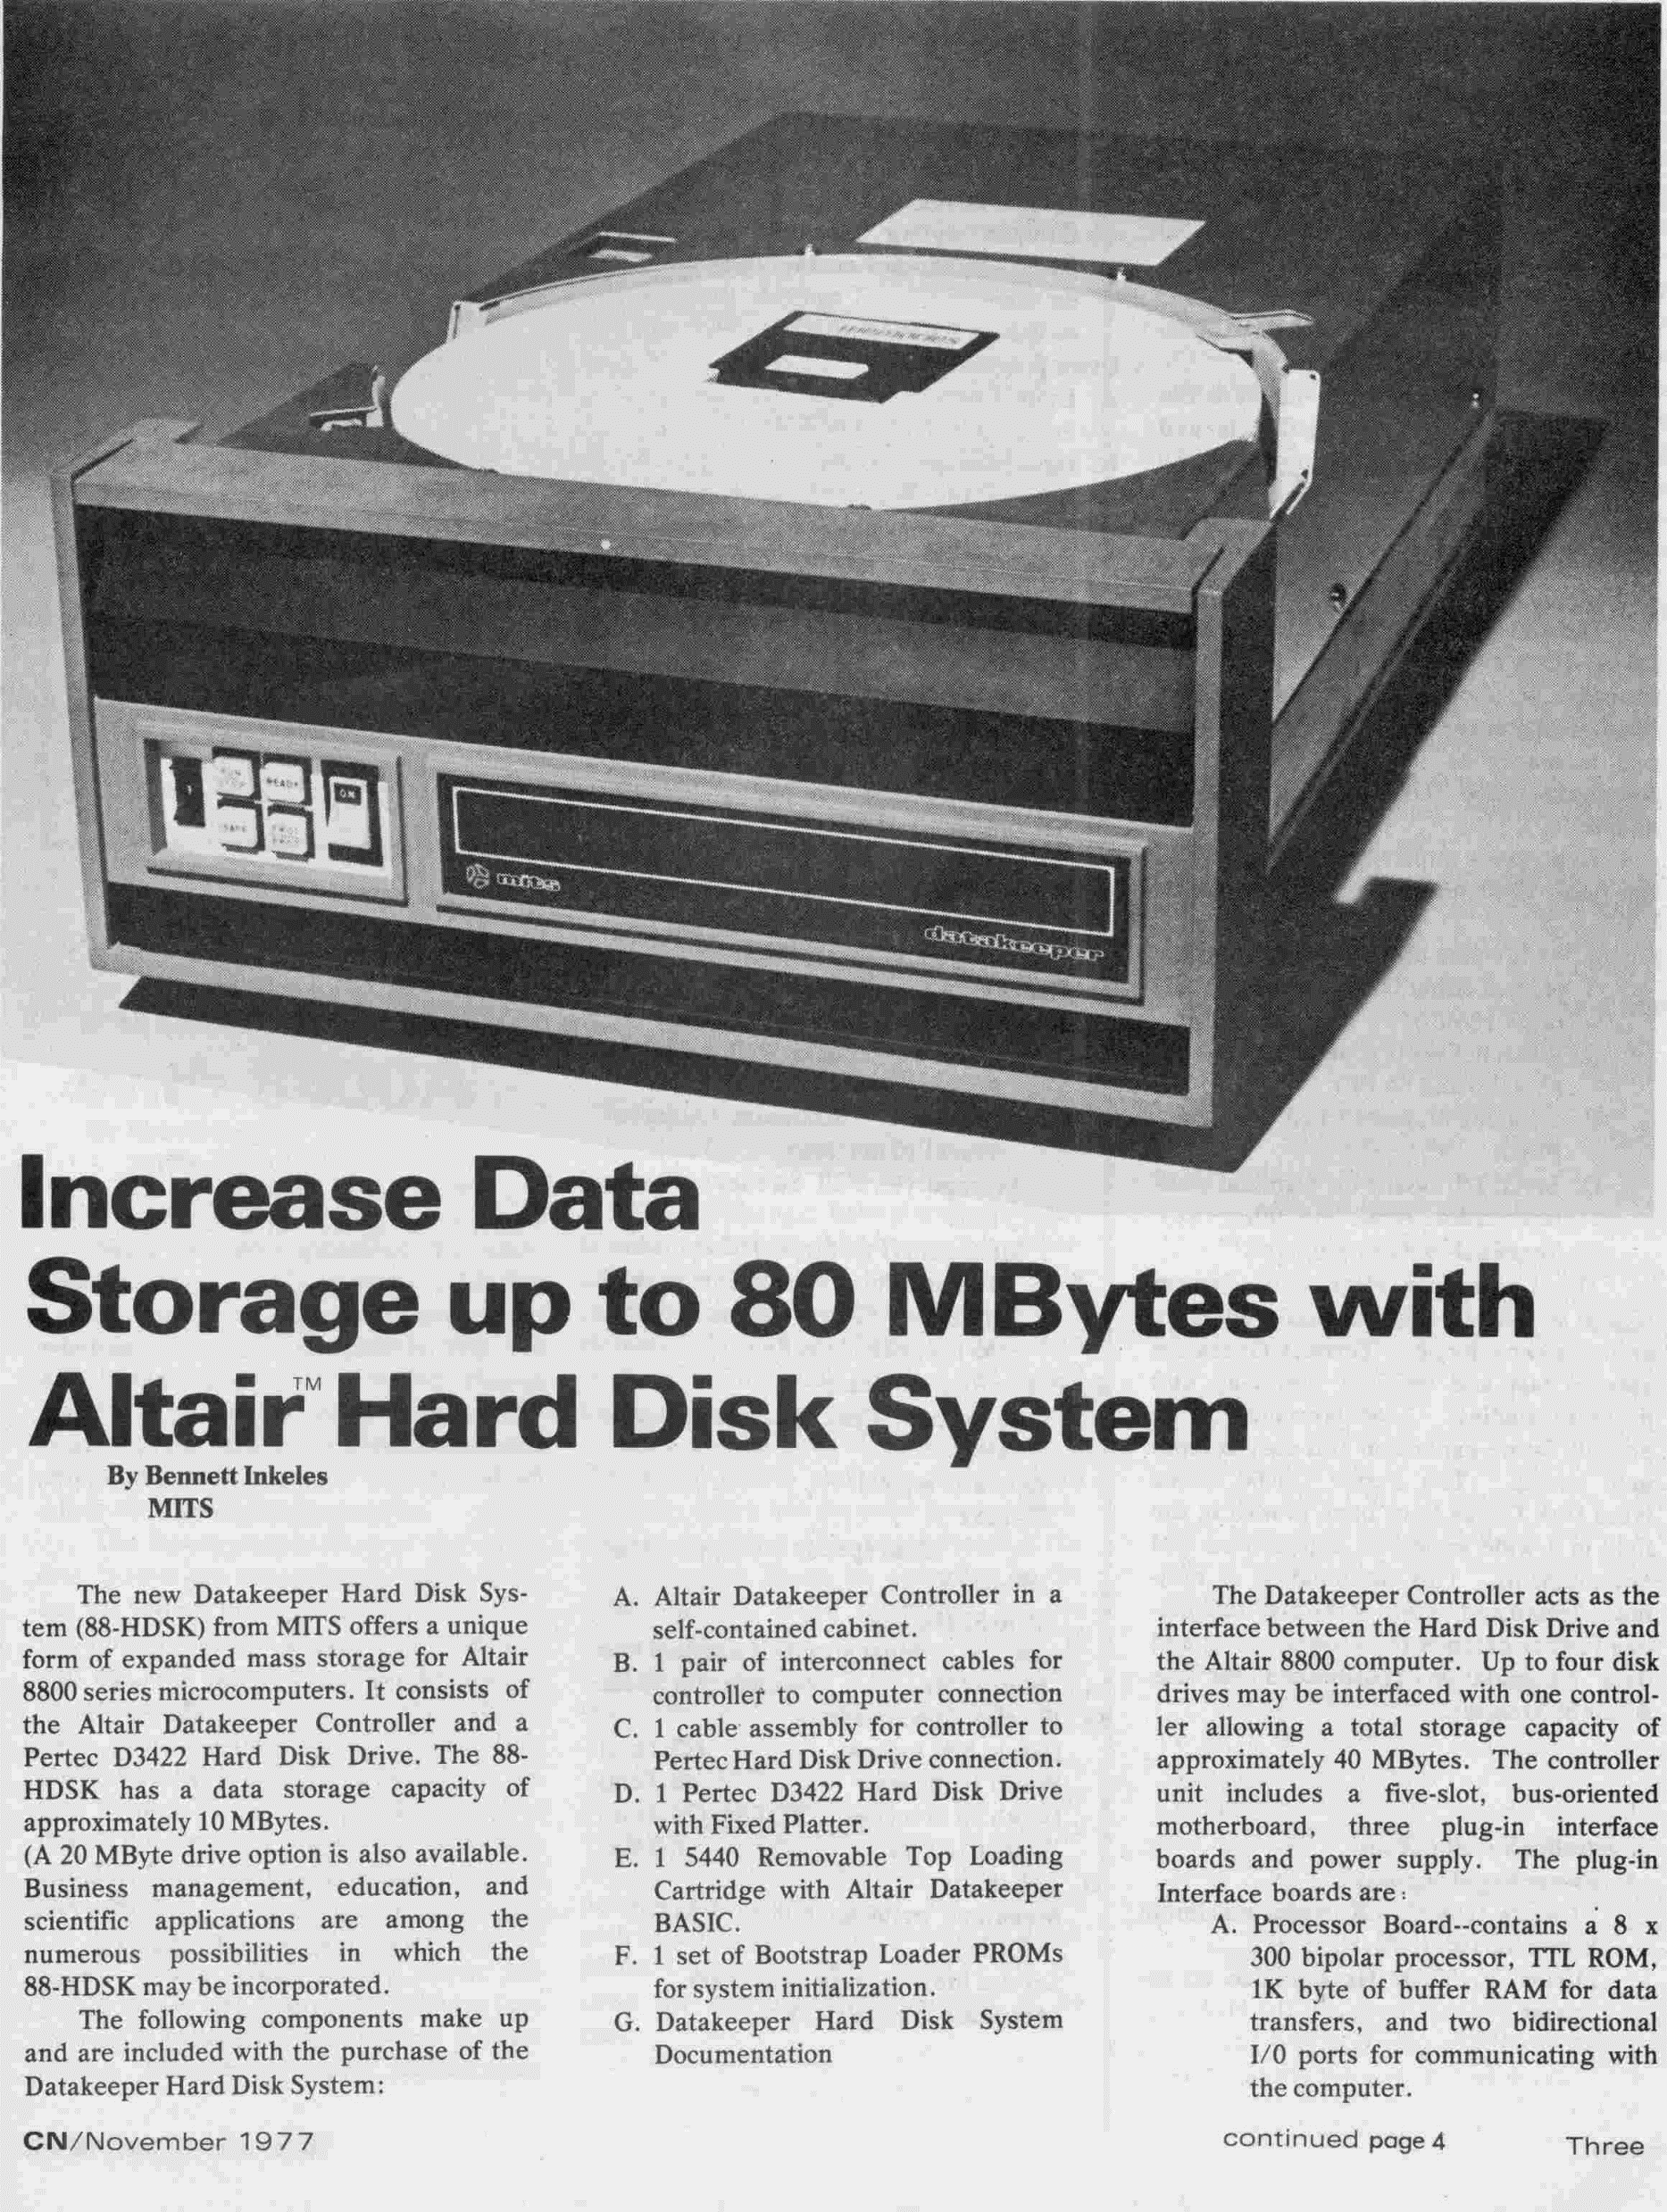 RUN
STOP
READY
ON
SAFE
PROT
mits
datakeeper
Increase Data
Storage up to 80 MBytes with
Altair™ Hard Disk System
By Bennett Inkeles
MITS
The new Datakeeper Hard Disk Sys-
tem (88-HDSK) from MITS offers a unique
form of expanded mass storage for Altair
8800 series microcomputers. It consists of
the Altair Datakeeper Controller and a
Pertec D3422 Hard Disk Drive. The 88-
HDSK has a data storage capacity of
approximately 10 MBytes.
(A 20 MByte drive option is also available.
Business management, education, and
scientific applications are among the
numerous possibilities in which the
88-HDSK may be incorporated.
The following components make up
and are included with the purchase of the
Datakeeper Hard Disk System:
A. Altair Datakeeper Controller in a
self-contained cabinet.
B. 1 pair of interconnect cables for
controller to computer connection
C. 1 cable assembly for controller to
Pertec Hard Disk Drive connection.
D. 1 Pertec D3422 Hard Disk Drive
with Fixed Platter.
E. 1 5440 Removable Top Loading
Cartridge with Altair Datakeeper
BASIC.
F. 1 set of Bootstrap Loader PROMs
for system initialization.
G. Datakeeper Hard Disk System
Documentation
The Datakeeper Controller acts as the
interface between the Hard Disk Drive and
the Altair 8800 computer. Up to four disk
drives may be interfaced with one control-
ler allowing a total storage capacity of
approximately 40 MBytes. The controller
unit includes a five-slot, bus-oriented
motherboard, three plug-in interface
boards and power supply. The plug-in
Interface boards are:
A. Processor Board--contains a 8 x
300 bipolar processor, TTL ROM,
1K byte of buffer RAM for data
transfers, and two bidirectional
I/0 ports for communicating with
the computer.
CN/November 1977
continued page 4
Three